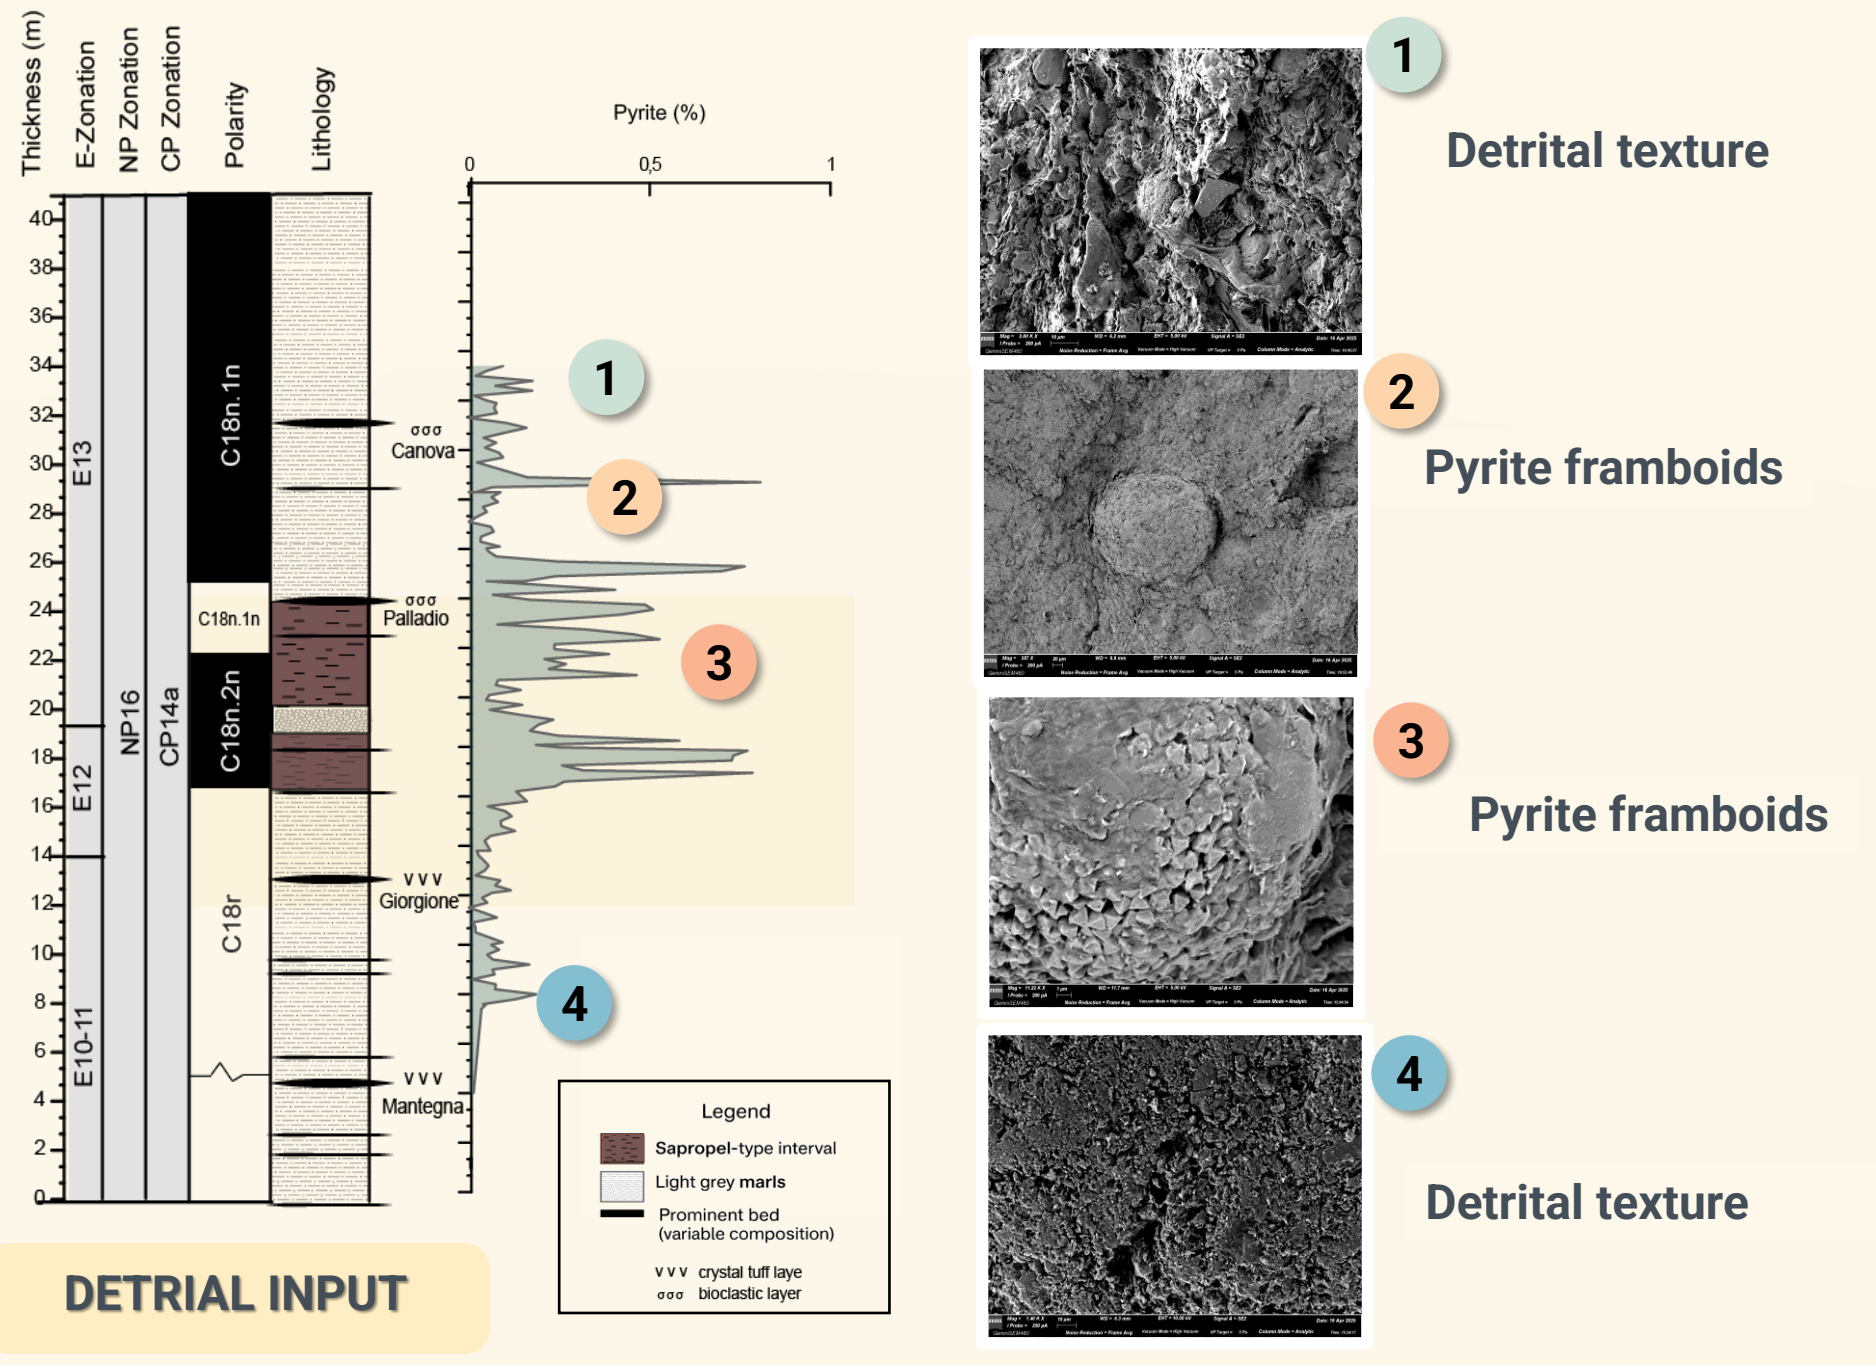 Thickness (m)
E-Zonation
NP Zonation
CP Zonation
Polarity
Lithology
Pyrite (%)
0
0,5
1
40
38
36
34
32
30
28
26
24
22
20
18
16
14
12
10
8
6
4
2
0
E13
E12
E10-11
NP16
CP14a
C18n.1n
C18n.1n
C18n.2n
C18r
σσσ
Canova
σσσ
Palladio
V V V
Giorgione
V V V
Mantegna
1
2
3
4
Legend
Sapropel-type interval
Light grey marls
Prominent bed
(variable composition)
V V V crystal tuff laye
σσσ bioclastic layer
DETRIAL INPUT
1
Detrital texture
2
Pyrite framboids
3
Pyrite framboids
4
Detrital texture